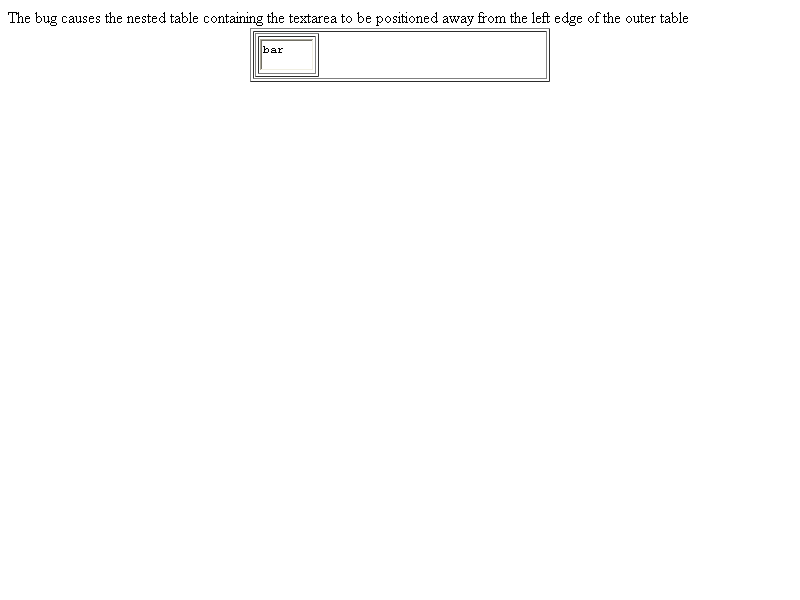 The bug causes the nested table containing the textarea to be positioned away from the left edge of the outer table
bar